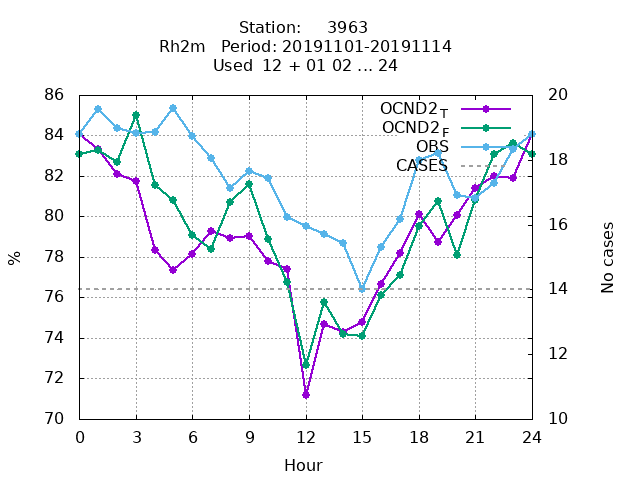 Station: 3963
Rh2m Period: 20191101-20191114
Used 12 + 01 02 ... 24
86 20
OCND2T
OCND2F
OBS
CASES
84
82 18
80 16
%
No cases
78
76 14
74
72 12
70 10
0 3 6 9 12 15 18 21 24
Hour